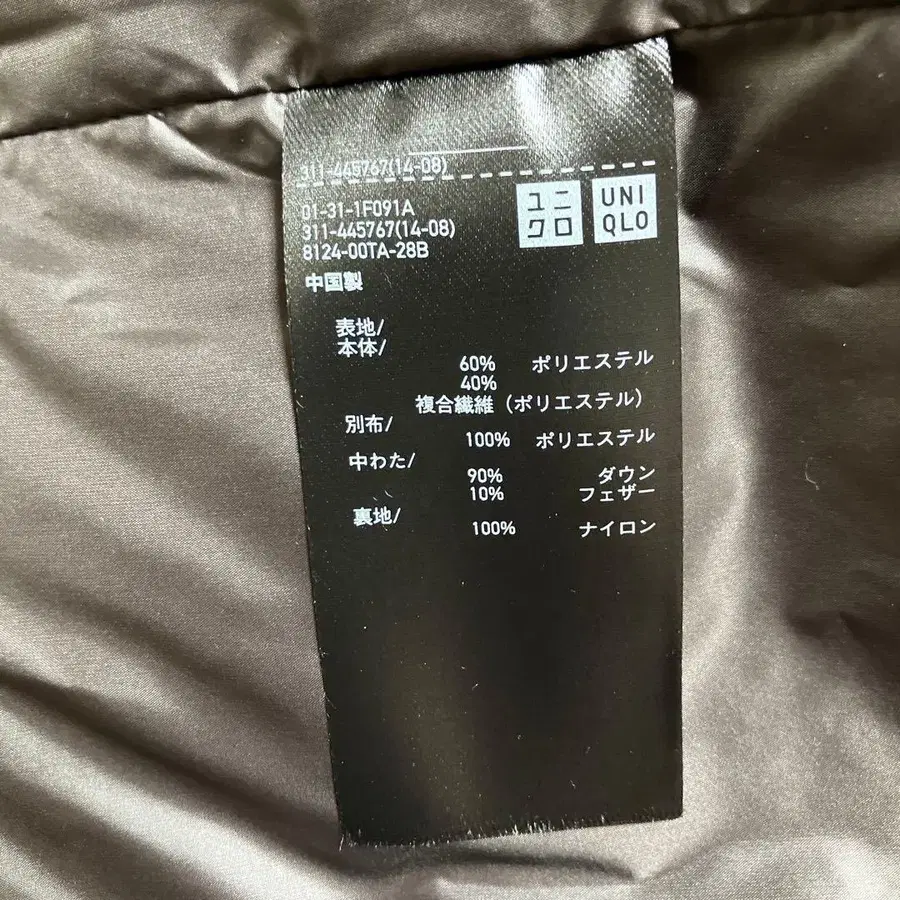 311-445767(14-08)
01-31-1F091A
311-445767(14-08)
8124-00TA-28B
ユニ
クロ
UNI
QLO
中国製
表地/
本体/
60% ポリエステル
40%
複合繊維（ポリエステル）
別布/
100% ポリエステル
中わた/
90% ダウン
10% フェザー
裏地/
100% ナイロン